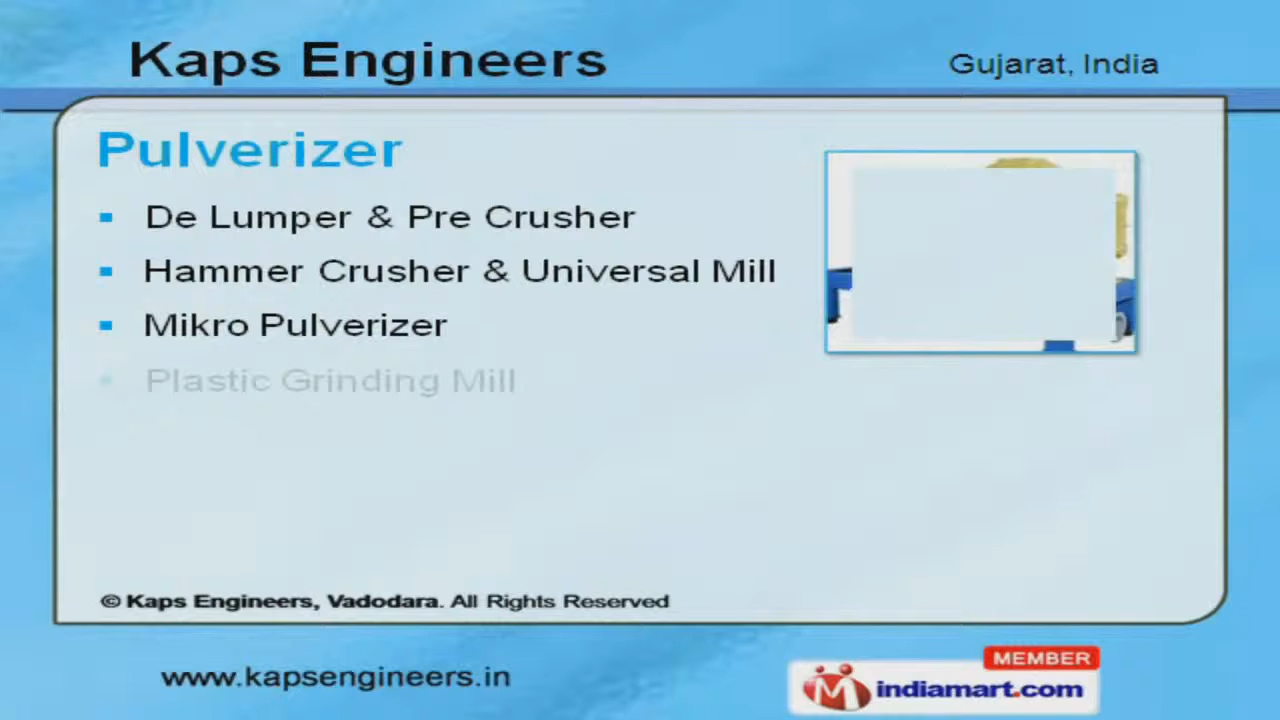 Kaps Engineers
Gujarat, India
Pulverizer
De Lumper & Pre Crusher
Hammer Crusher & Universal Mill
Mikro Pulverizer
Plastic Grinding Mill
© Kaps Engineers, Vadodara. All Rights Reserved
www.kapsengineers.in
MEMBER
indiamart.com